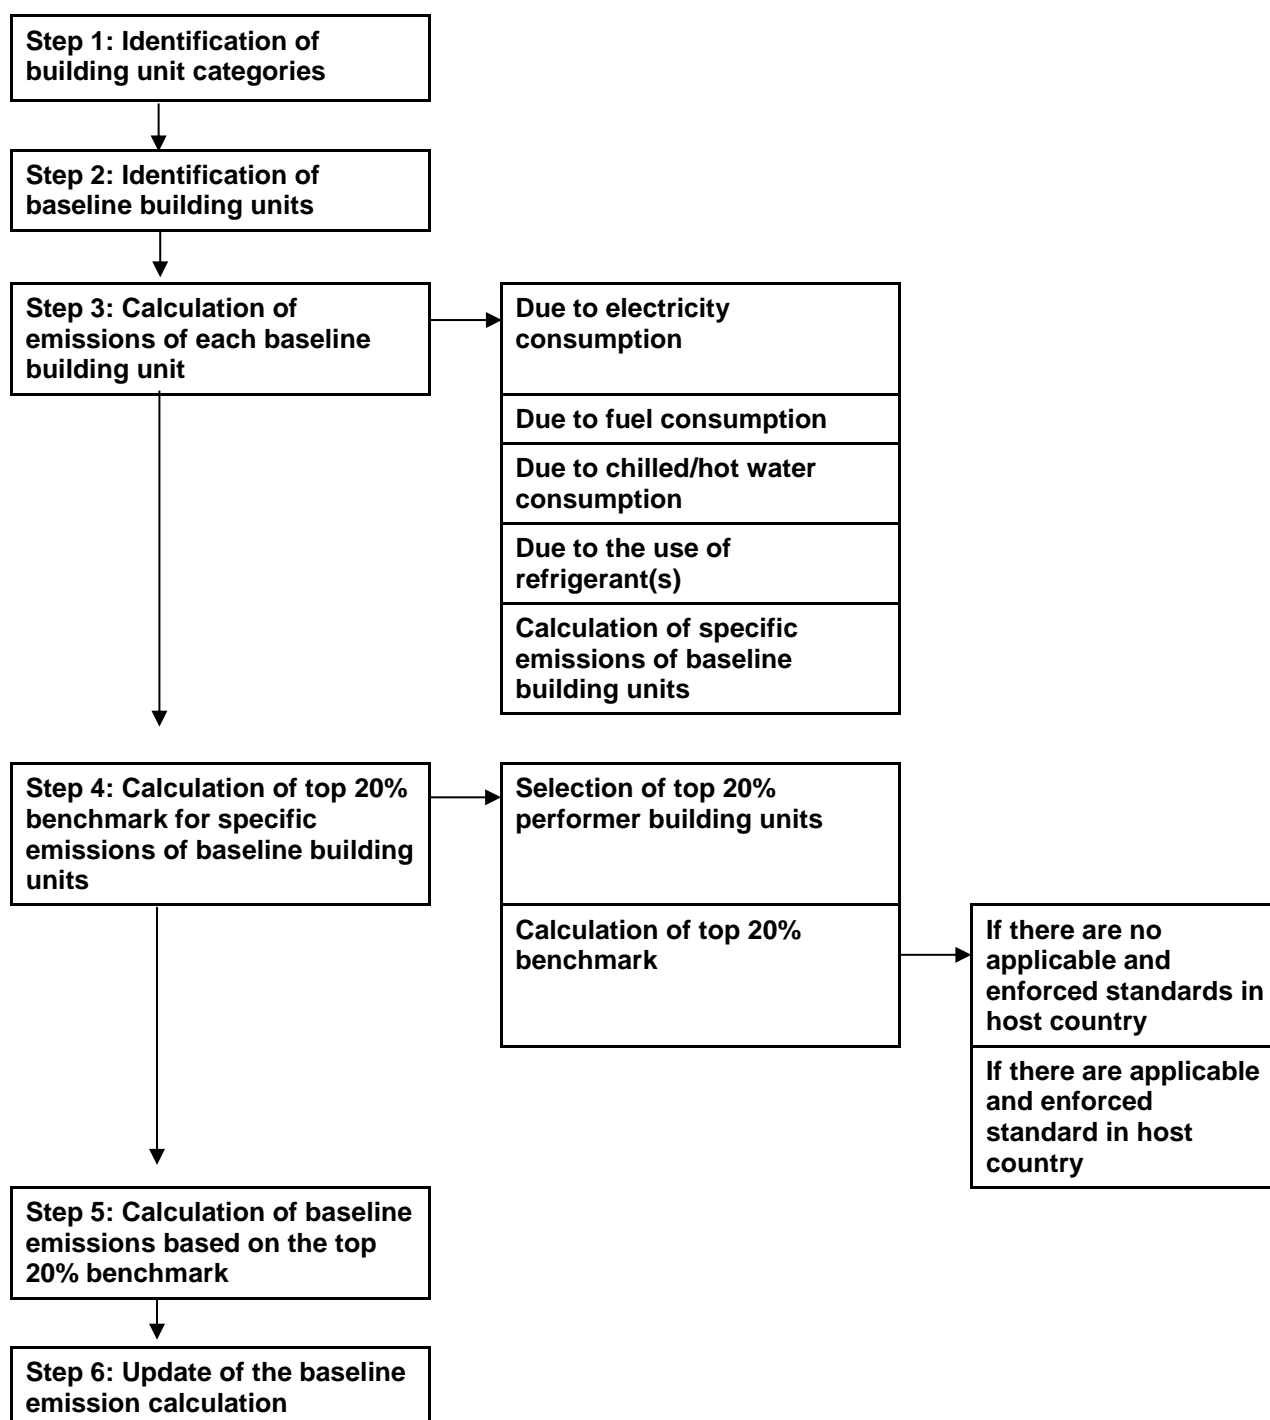 Step 1: Identification of
building unit categories
Step 2: Identification of
baseline building units
Step 3: Calculation of
emissions of each baseline
building unit
Due to electricity
consumption
Due to fuel consumption
Due to chilled/hot water
consumption
Due to the use of
refrigerant(s)
Calculation of specific
emissions of baseline
building units
Step 4: Calculation of top 20%
benchmark for specific
emissions of baseline building
units
Selection of top 20%
performer building units
Calculation of top 20%
benchmark
If there are no
applicable and
enforced standards in
host country
If there are applicable
and enforced
standard in host
country
Step 5: Calculation of baseline
emissions based on the top
20% benchmark
Step 6: Update of the baseline
emission calculation